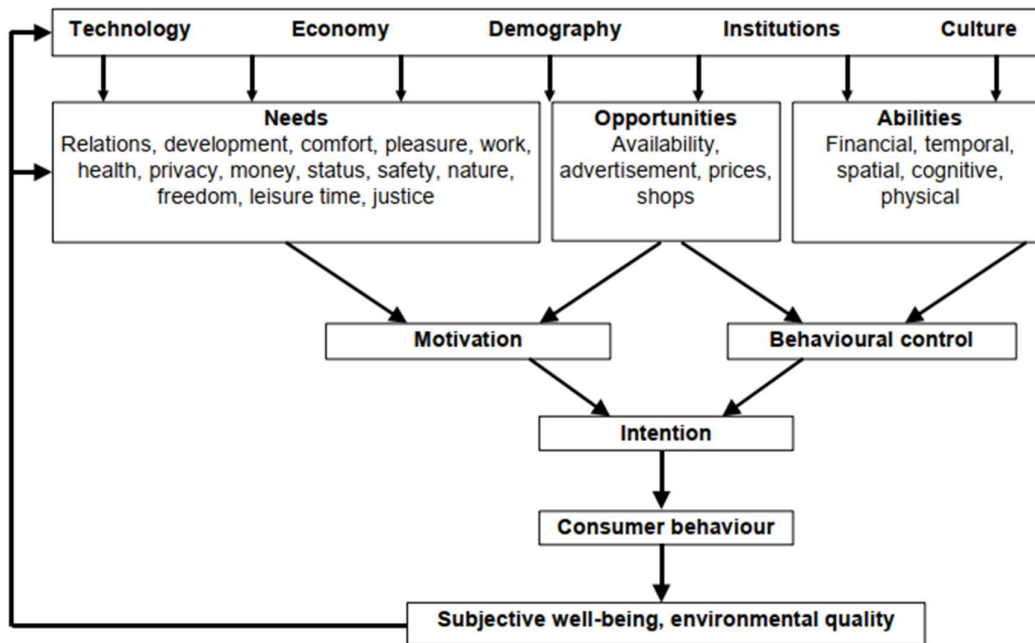 Technology Economy Demography Institutions Culture
Needs
Relations, development, comfort, pleasure, work,
health, privacy, money, status, safety, nature,
freedom, leisure time, justice
Opportunities
Availability,
advertisement, prices,
shops
Abilities
Financial, temporal,
spatial, cognitive,
physical
Motivation
Behavioural control
Intention
Consumer behaviour
Subjective well-being, environmental quality